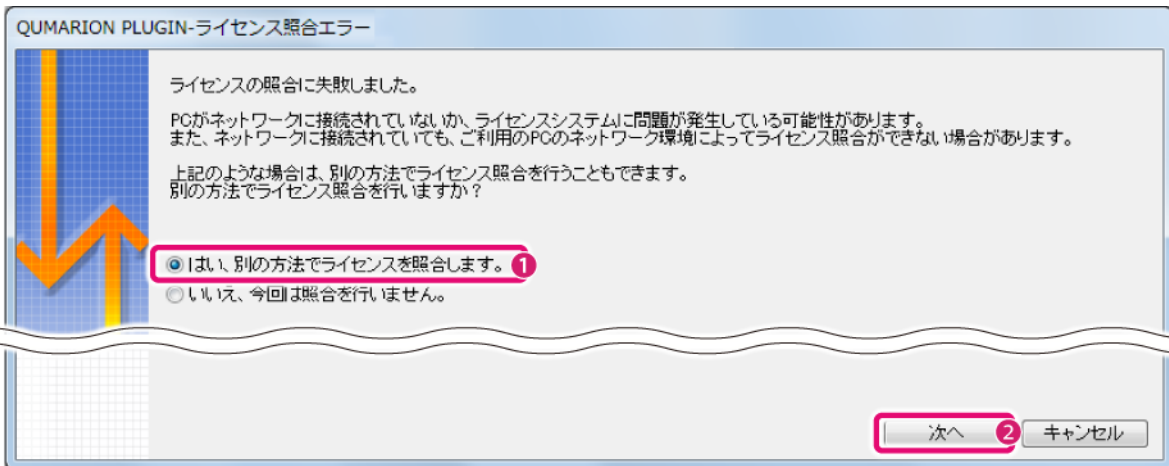 QUMARION PLUGIN-ライセンス照合エラー
ライセンスの照合に失敗しました。
PCがネットワークに接続されていないか、ライセンスシステムに問題が発生している可能性があります。
また、ネットワークに接続されていても、ご利用のPCのネットワーク環境によってライセンス照合ができない場合があります。
上記のような場合は、別の方法でライセンス照合を行うこともできます。
別の方法でライセンス照合を行いますか？
はい、別の方法でライセンスを照合します。 1
いいえ、今回は照合を行いません。
次へ 2 キャンセル